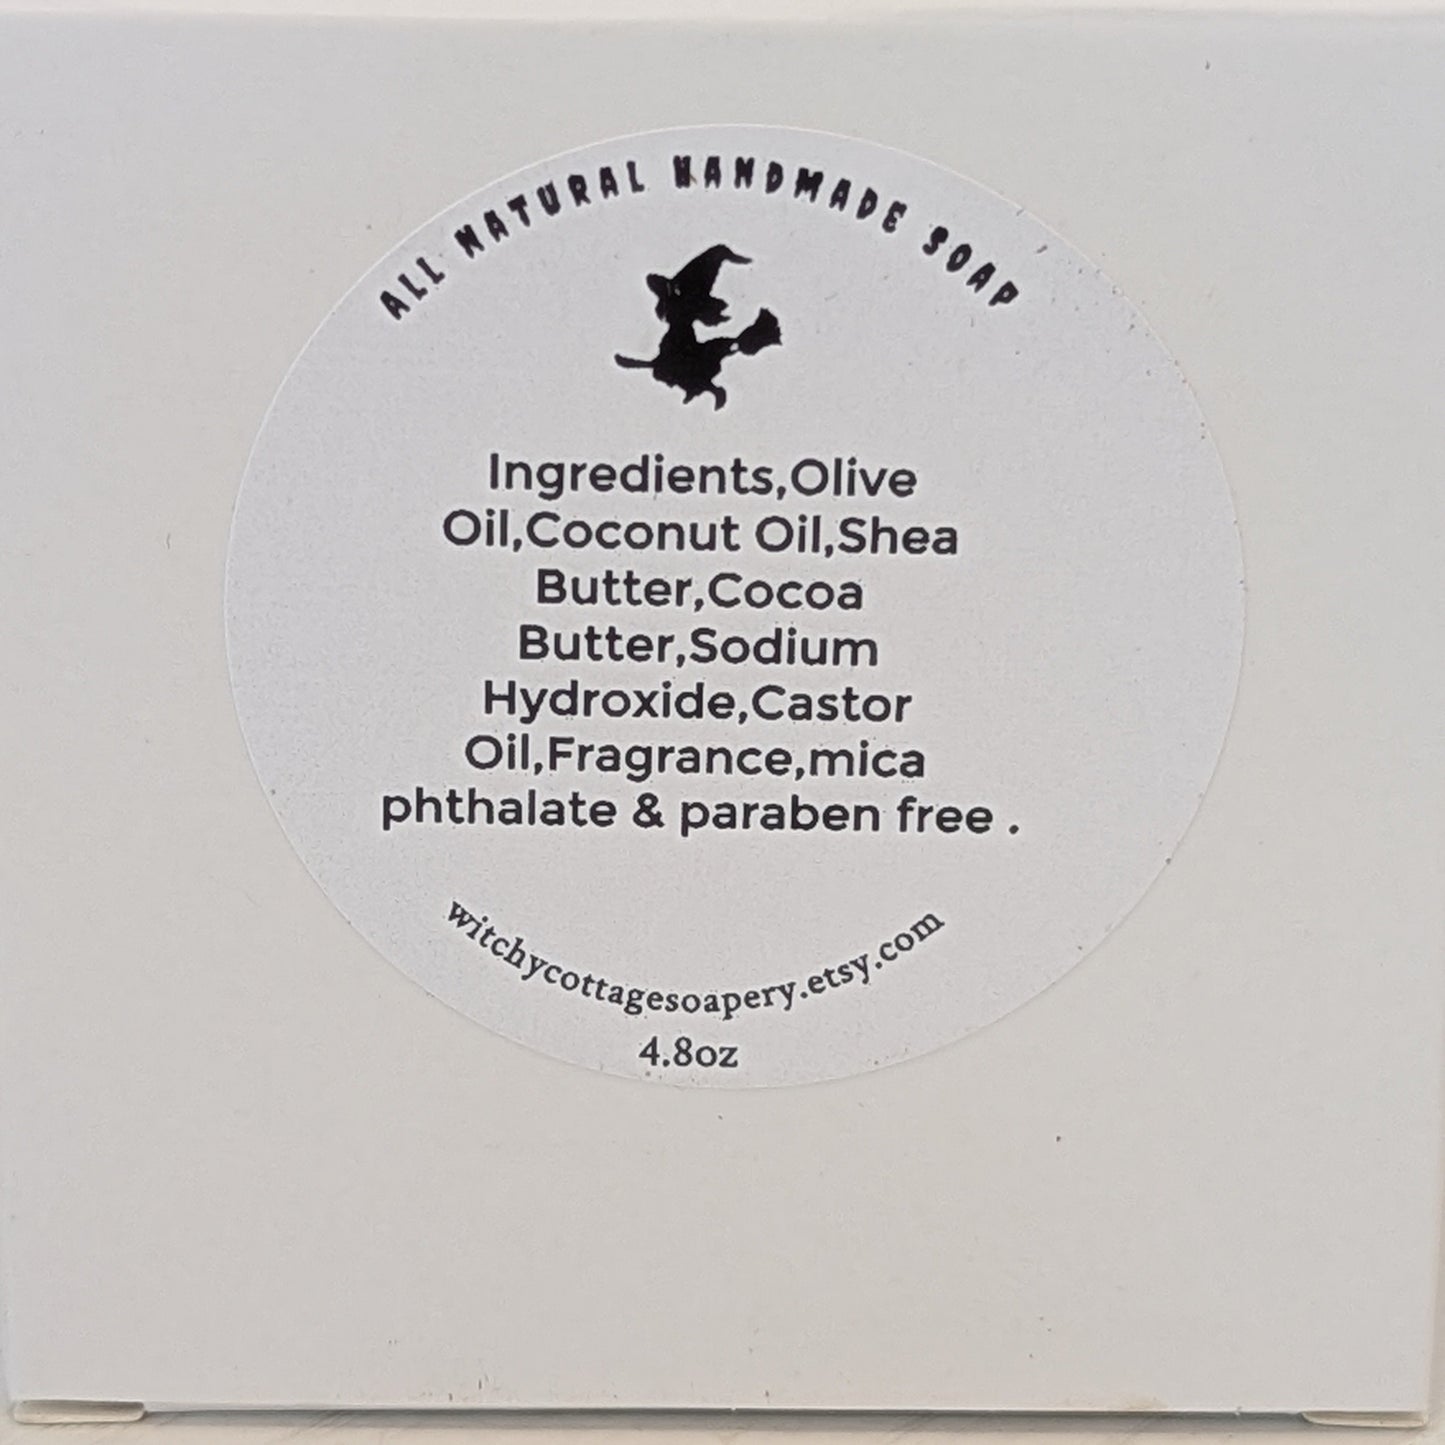 ALL NATURAL HANDMADE SOAP
Ingredients,Olive
Oil,Coconut Oil,Shea
Butter,Cocoa
Butter,Sodium
Hydroxide,Castor
Oil,Fragrance,mica
phthalate & paraben free .
witchycottagesoapery.etsy.com
4.8oz